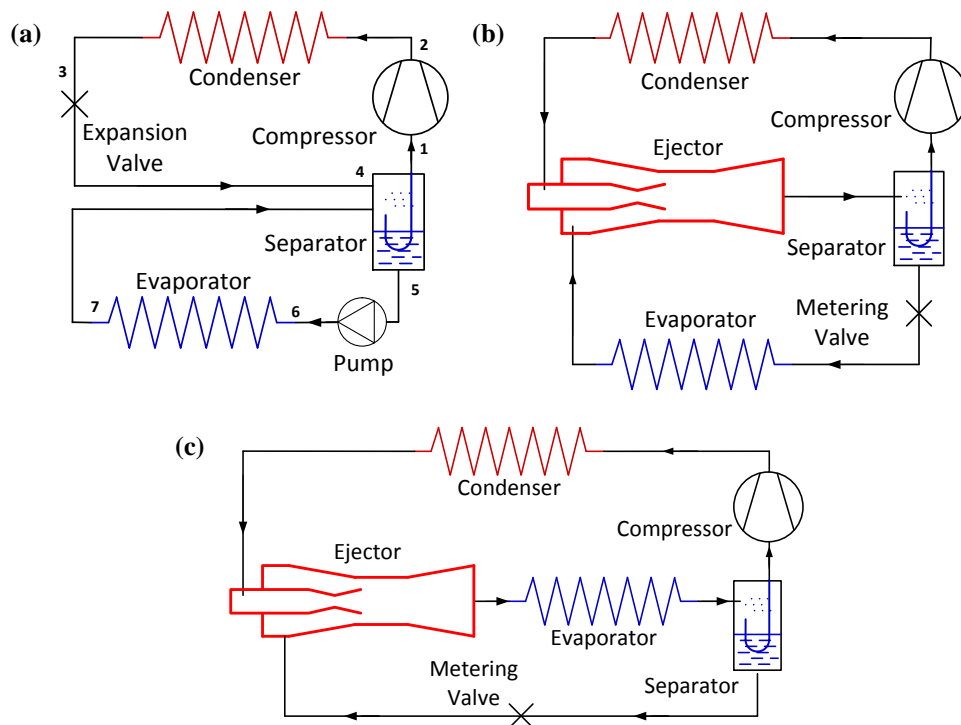 (a)
2
3
Condenser
Expansion
Valve
Compressor
1
4
Separator
Evaporator
5
7
6
Pump
(b)
Condenser
Compressor
Ejector
Separator
Metering
Valve
Evaporator
(c)
Condenser
Compressor
Ejector
Evaporator
Metering
Valve
Separator